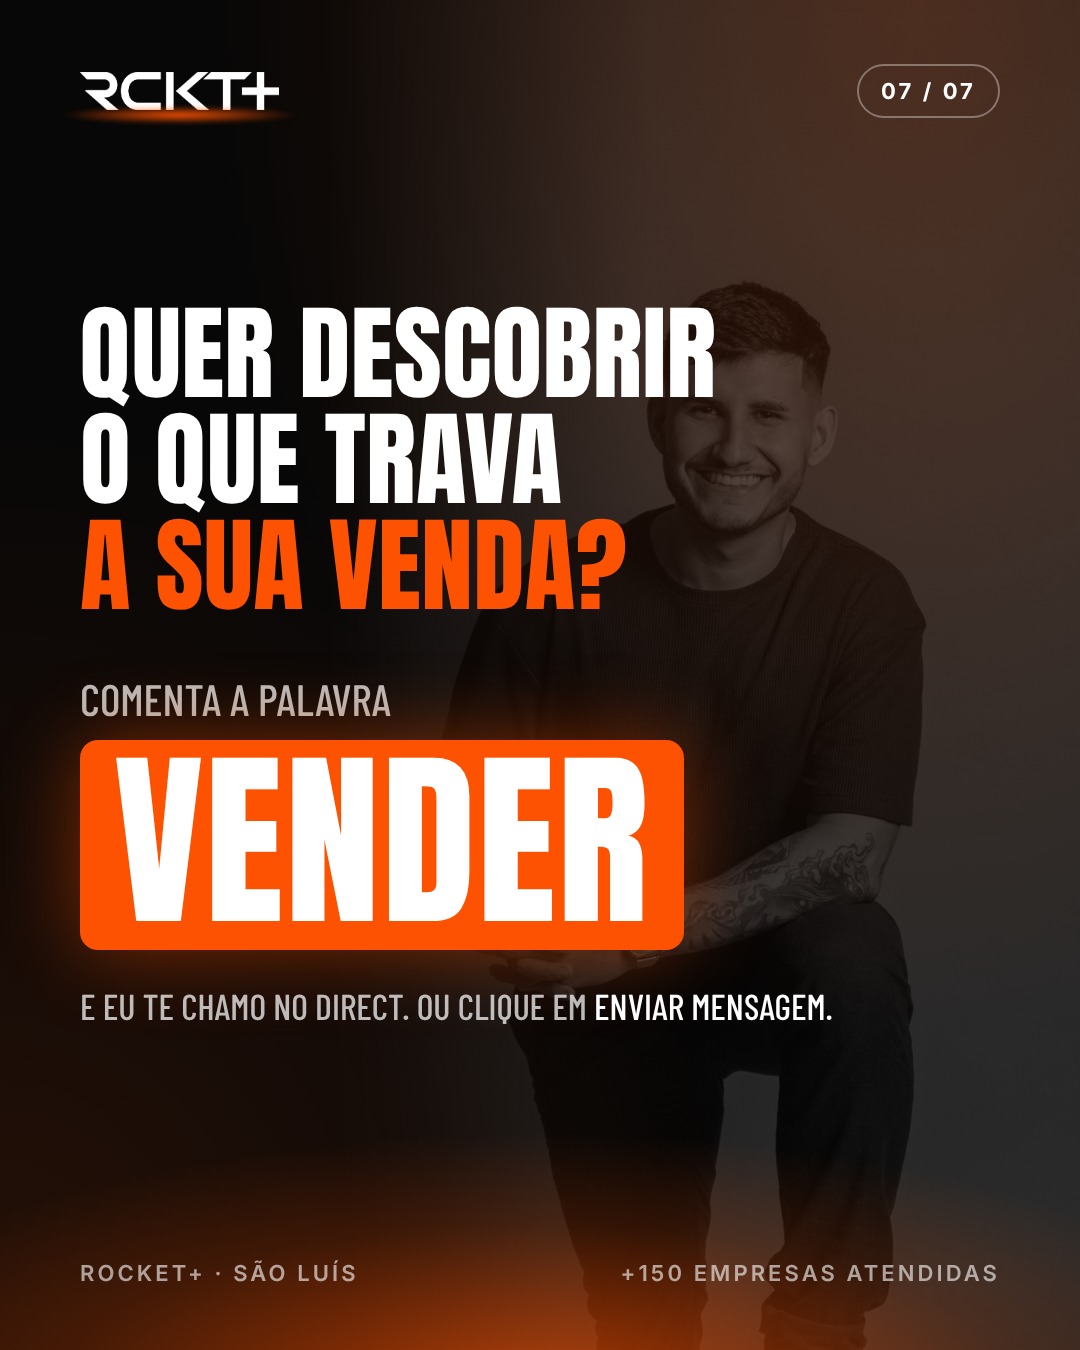 RCKT+
07 / 07
QUER DESCOBRIR
O QUE TRAVA
A SUA VENDA?
COMENTA A PALAVRA
VENDER
E EU TE CHAMO NO DIRECT. OU CLIQUE EM ENVIAR MENSAGEM.
ROCKET+ · SÃO LUÍS
+150 EMPRESAS ATENDIDAS